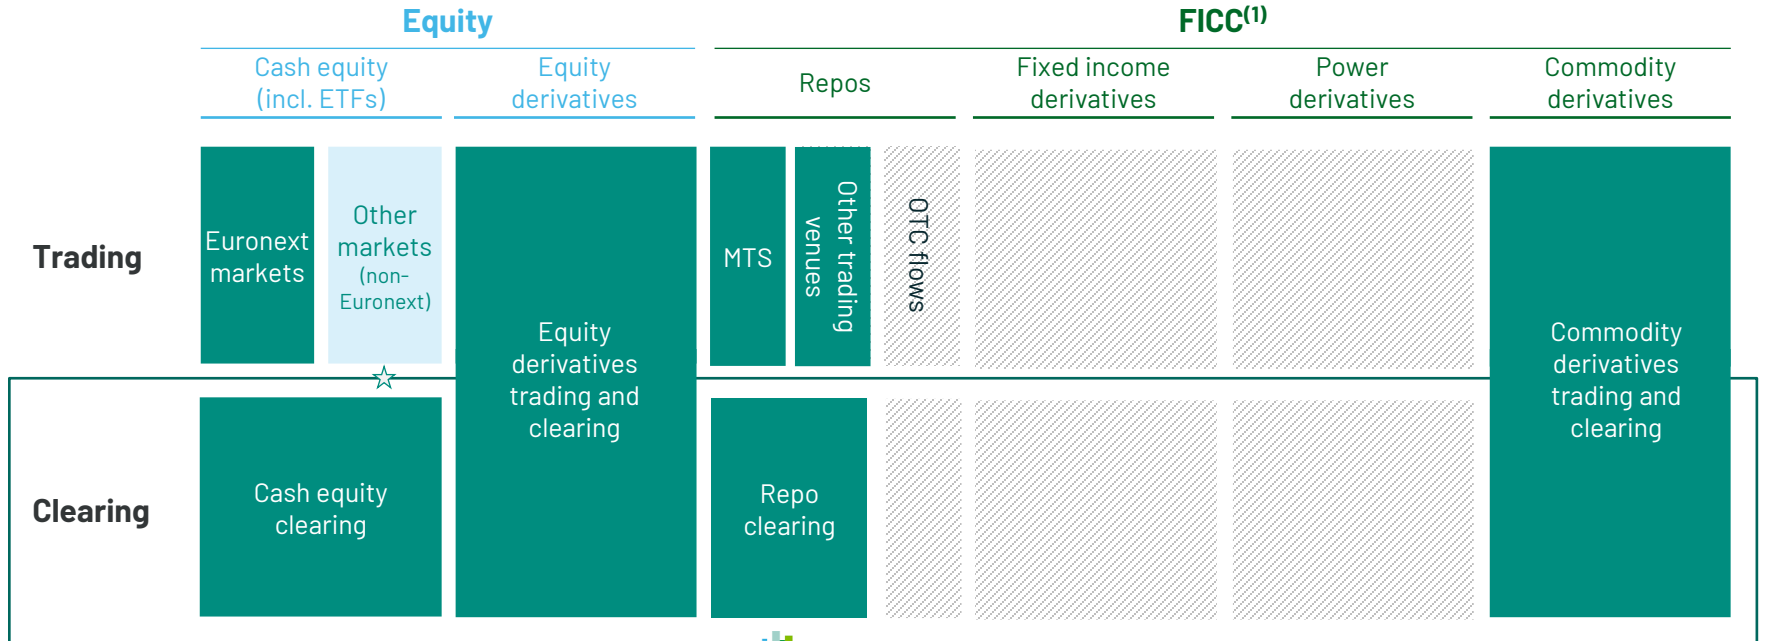 Equity
FICC(1)
Cash equity
(incl. ETFs)
Equity
derivatives
Repos
Fixed income
derivatives
Power
derivatives
Commodity
derivatives
Trading
Euronext
markets
Other
markets
(non-
Euronext)
Equity
derivatives
trading and
clearing
MTS
Other trading
venues
OTC flows
Commodity
derivatives
trading and
clearing
Clearing
Cash equity
clearing
Repo
clearing